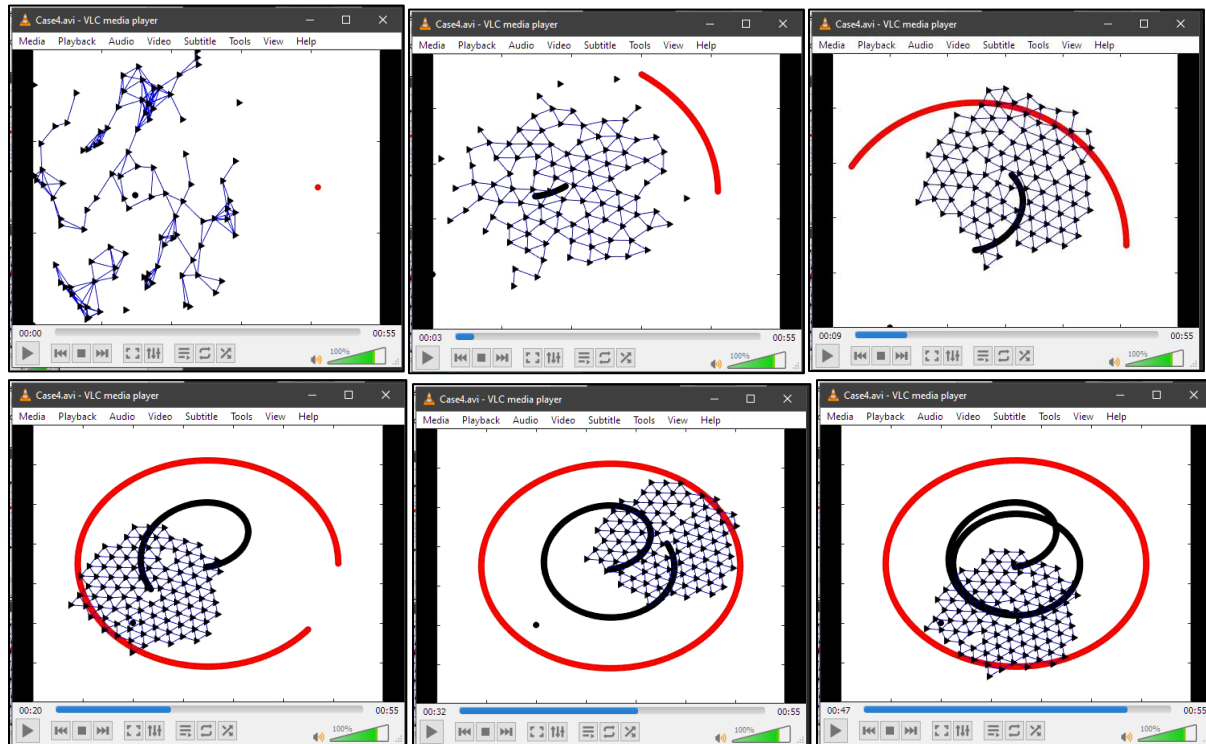 Case4.avi - VLC media player
Media Playback Audio Video Subtitle Tools View Help
00:00 00:55
100%
Case4.avi - VLC media player
Media Playback Audio Video Subtitle Tools View Help
00:03 00:55
100%
Case4.avi - VLC media player
Media Playback Audio Video Subtitle Tools View Help
00:09 00:55
100%
Case4.avi - VLC media player
Media Playback Audio Video Subtitle Tools View Help
00:20 00:55
100%
Case4.avi - VLC media player
Media Playback Audio Video Subtitle Tools View Help
00:32 00:55
100%
Case4.avi - VLC media player
Media Playback Audio Video Subtitle Tools View Help
00:47 00:55
100%